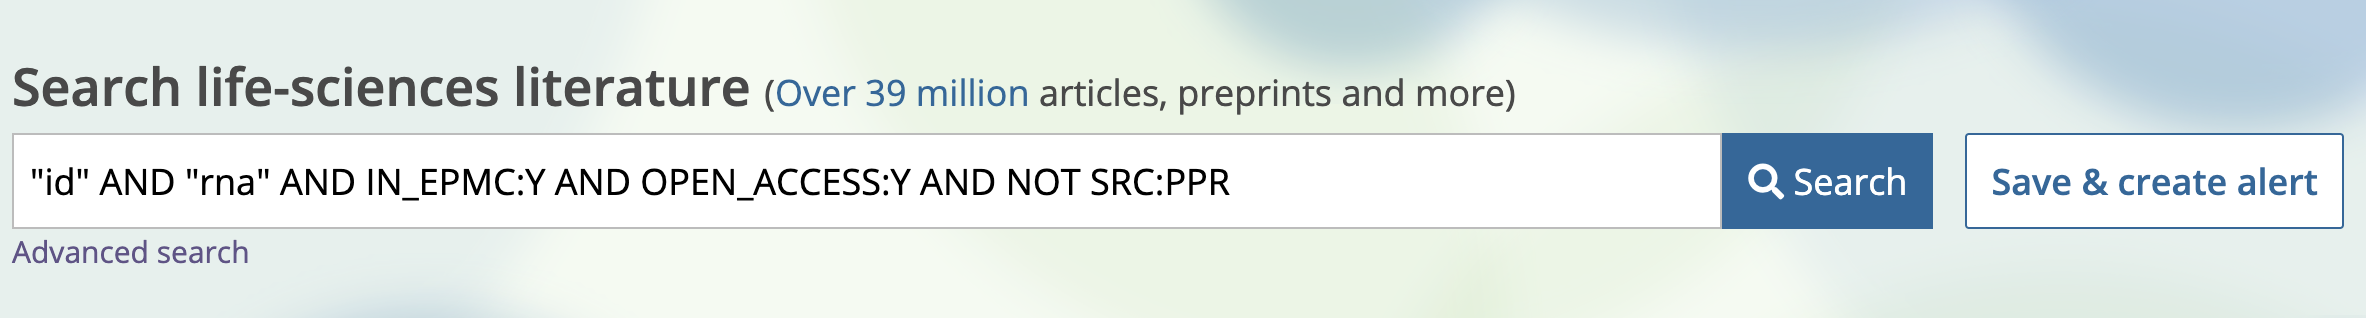 Search life-sciences literature (Over 39 million articles, preprints and more)
"id" AND "rna" AND IN_EPMC:Y AND OPEN_ACCESS:Y AND NOT SRC:PPR Search Save & create alert
Advanced search